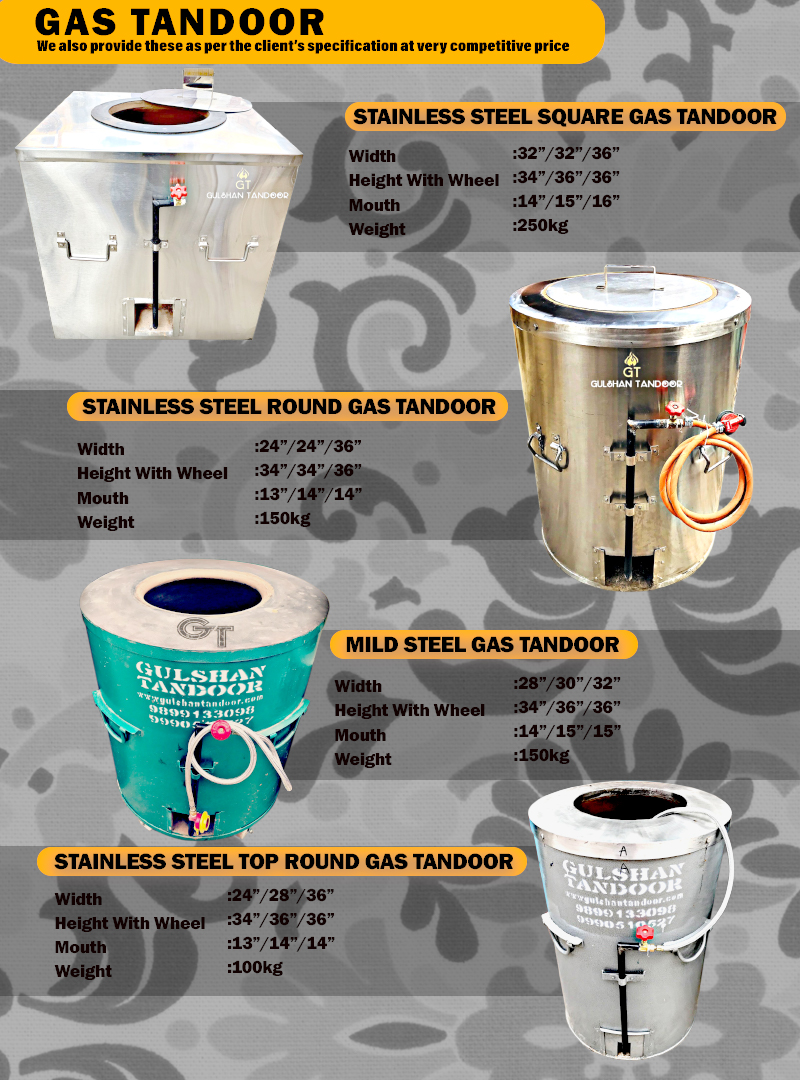 GAS TANDOOR
We also provide these as per the client's specification at very competitive price
STAINLESS STEEL SQUARE GAS TANDOOR
Width :32”/32”/36”
Height With Wheel :34”/36”/36”
Mouth :14”/15”/16”
Weight :250kg
GT
GULSHAN TANDOOR
GT
GULSHAN TANDOOR
STAINLESS STEEL ROUND GAS TANDOOR
Width :24”/24”/36”
Height With Wheel :34”/34”/36”
Mouth :13”/14”/14”
Weight :150kg
GT
GULSHAN
TANDOOR
www.gulshantandoor.com
9899133098
MILD STEEL GAS TANDOOR
Width :28”/30”/32”
Height With Wheel :34”/36”/36”
Mouth :14”/15”/15”
Weight :150kg
STAINLESS STEEL TOP ROUND GAS TANDOOR
Width :24”/28”/36”
Height With Wheel :34”/36”/36”
Mouth :13”/14”/14”
Weight :100kg
A
GULSHAN
TANDOOR
www.gulshantandoor.com
9899133098
9990510527